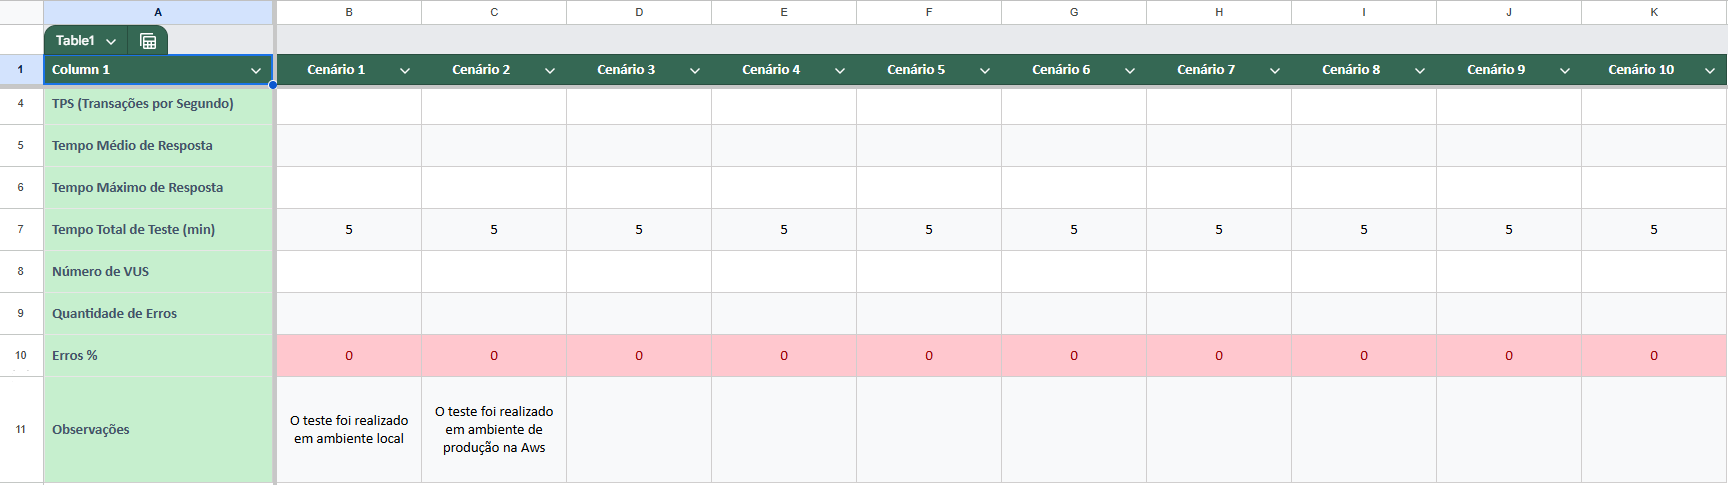 A B C D E F G H I J K
Table1
1 Column 1 Cenário 1 Cenário 2 Cenário 3 Cenário 4 Cenário 5 Cenário 6 Cenário 7 Cenário 8 Cenário 9 Cenário 10
4 TPS (Transações por Segundo)
5 Tempo Médio de Resposta
6 Tempo Máximo de Resposta
7 Tempo Total de Teste (min) 5 5 5 5 5 5 5 5 5 5
8 Número de VUS
9 Quantidade de Erros
10 Erros % 0 0 0 0 0 0 0 0 0 0
11 Observações
O teste foi realizado
em ambiente local
O teste foi realizado
em ambiente de
produção na Aws